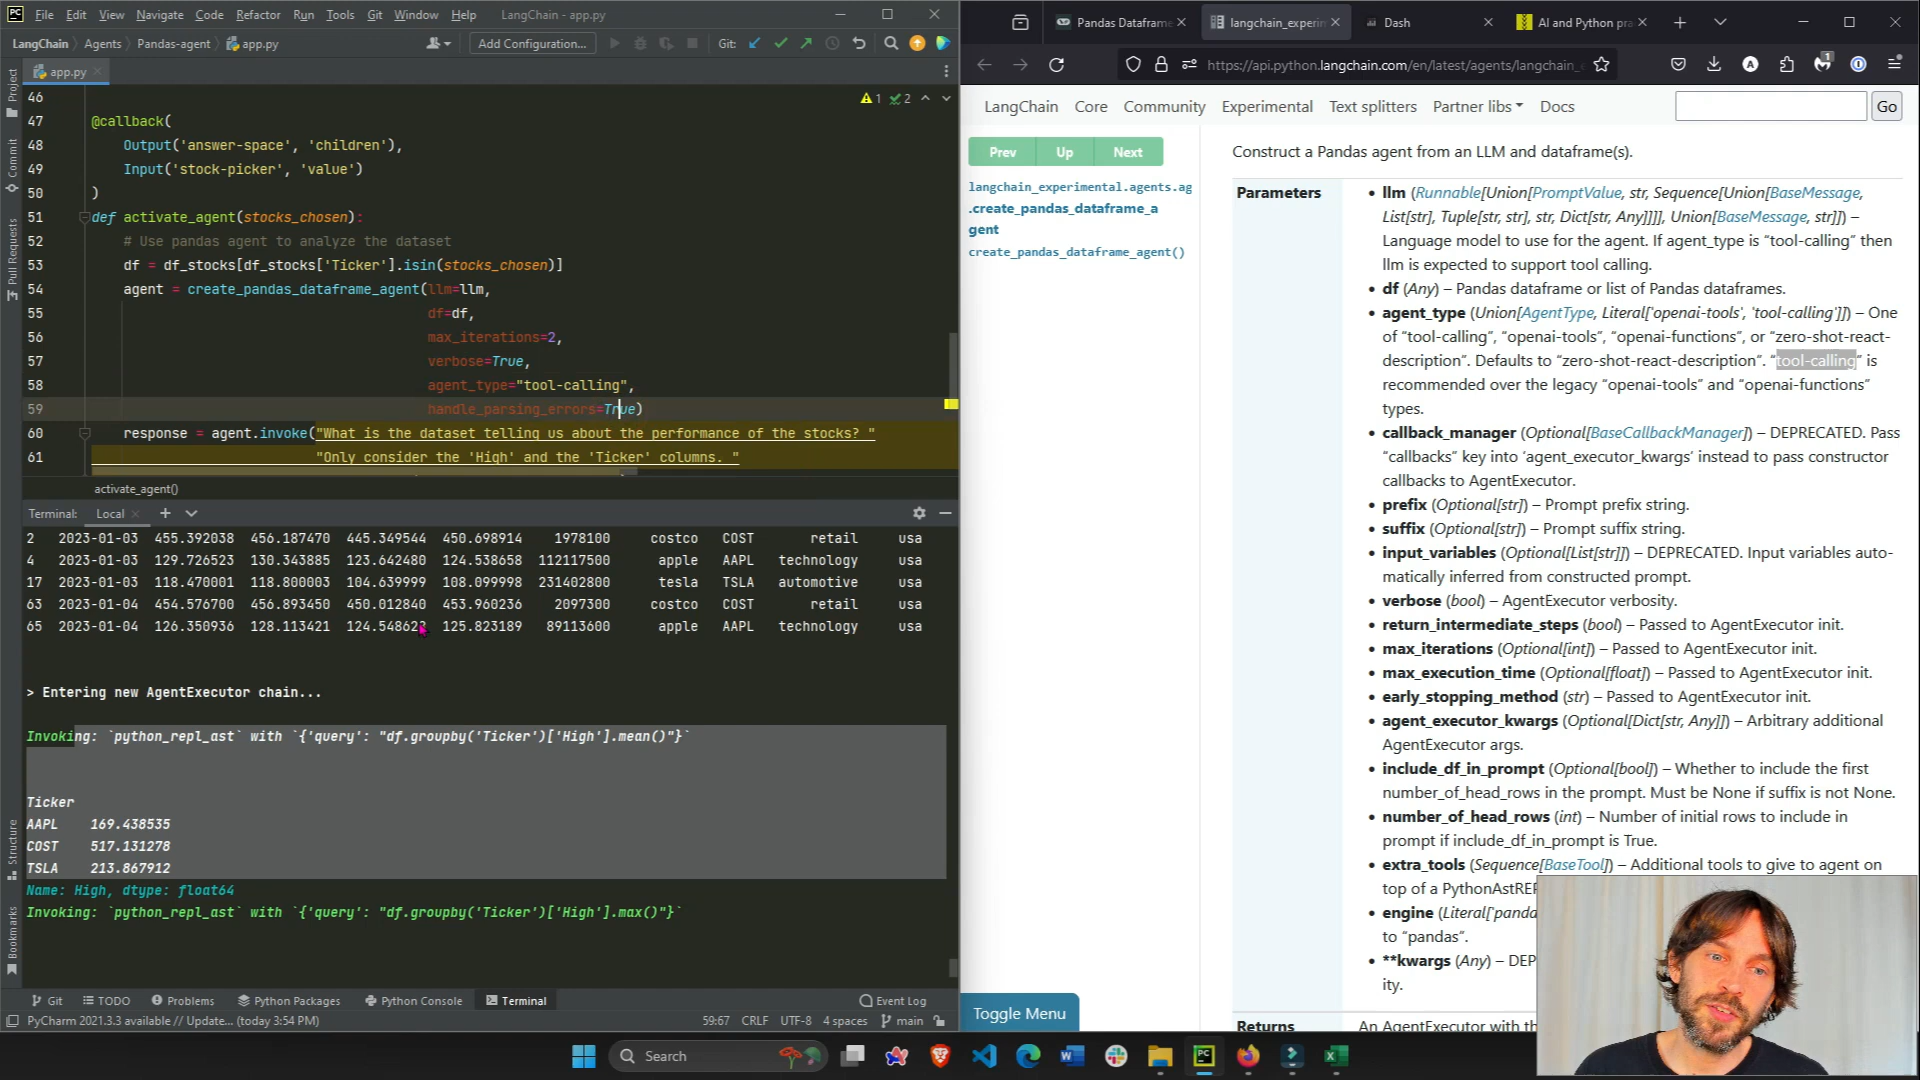 File Edit View Navigate Code Refactor Run Tools Git Window Help LangChain - app.py
LangChain Agents Pandas-agent app.py Add Configuration... Git:
app.py
Project
Commit
Pull Requests
Structure
Bookmarks
1 2
46
47 @callback(
48 Output('answer-space', 'children'),
49 Input('stock-picker', 'value')
50 )
51 def activate_agent(stocks_chosen):
52 # Use pandas agent to analyze the dataset
53 df = df_stocks[df_stocks['Ticker'].isin(stocks_chosen)]
54 agent = create_pandas_dataframe_agent(llm=llm,
55 df=df,
56 max_iterations=2,
57 verbose=True,
58 agent_type="tool-calling",
59 handle_parsing_errors=True)
60 response = agent.invoke("What is the dataset telling us about the performance of the stocks? "
61 "Only consider the 'High' and the 'Ticker' columns. "
activate_agent()
Terminal: Local
2 2023-01-03 455.392038 456.187470 445.349544 450.698914 1978100 costco COST retail usa
4 2023-01-03 129.726523 130.343885 123.642480 124.538658 112117500 apple AAPL technology usa
17 2023-01-03 118.470001 118.800003 104.639999 108.099998 231402800 tesla TSLA automotive usa
63 2023-01-04 454.576700 456.893450 450.012840 453.960236 2097300 costco COST retail usa
65 2023-01-04 126.350936 128.113421 125.823189 89113600 apple AAPL technology usa
> Entering new AgentExecutor chain...
Invoking: `python_repl_ast` with `{'query': "df.groupby('Ticker')['High'].mean()"}`
Ticker
AAPL 169.438535
COST 517.131278
TSLA 213.867912
Name: High, dtype: float64
Invoking: `python_repl_ast` with `{'query': "df.groupby('Ticker')['High'].max()"}`
Git TODO Problems Python Packages Python Console Terminal Event Log
PyCharm 2021.3.3 available // Update... (today 3:54 PM) 59:67 CRLF UTF-8 4 spaces main
Pandas Dataframe langchain_experim Dash AI and Python pra
https://api.python.langchain.com/en/latest/agents/langchain_e
LangChain Core Community Experimental Text splitters Partner libs Docs Go
Prev Up Next
langchain_experimental.agents.ag
.create_pandas_dataframe_a
gent
create_pandas_dataframe_agent()
Construct a Pandas agent from an LLM and dataframe(s).
Parameters
• llm (Runnable[Union[PromptValue, str, Sequence[Union[BaseMessage,
List[str], Tuple[str, str], str, Dict[str, Any]]]], Union[BaseMessage, str]]) –
Language model to use for the agent. If agent_type is “tool-calling” then
llm is expected to support tool calling.
• df (Any) – Pandas dataframe or list of Pandas dataframes.
• agent_type (Union[AgentType, Literal['openai-tools', 'tool-calling']]) – One
of “tool-calling”, “openai-tools”, “openai-functions”, or “zero-shot-react-
description”. Defaults to “zero-shot-react-description”. “tool-calling” is
recommended over the legacy “openai-tools” and “openai-functions”
types.
• callback_manager (Optional[BaseCallbackManager]) – DEPRECATED. Pass
“callbacks” key into ‘agent_executor_kwargs’ instead to pass constructor
callbacks to AgentExecutor.
• prefix (Optional[str]) – Prompt prefix string.
• suffix (Optional[str]) – Prompt suffix string.
• input_variables (Optional[List[str]]) – DEPRECATED. Input variables auto-
matically inferred from constructed prompt.
• verbose (bool) – AgentExecutor verbosity.
• return_intermediate_steps (bool) – Passed to AgentExecutor init.
• max_iterations (Optional[int]) – Passed to AgentExecutor init.
• max_execution_time (Optional[float]) – Passed to AgentExecutor init.
• early_stopping_method (str) – Passed to AgentExecutor init.
• agent_executor_kwargs (Optional[Dict[str, Any]]) – Arbitrary additional
AgentExecutor args.
• include_df_in_prompt (Optional[bool]) – Whether to include the first
number_of_head_rows in the prompt. Must be None if suffix is not None.
• number_of_head_rows (int) – Number of initial rows to include in
prompt if include_df_in_prompt is True.
• extra_tools (Sequence[BaseTool]) – Additional tools to give to agent on
top of a PythonAstREP
• engine (Literal['panda
to “pandas”.
• **kwargs (Any) – DEP
ity.
Returns An AgentExecutor with th
Toggle Menu
Search